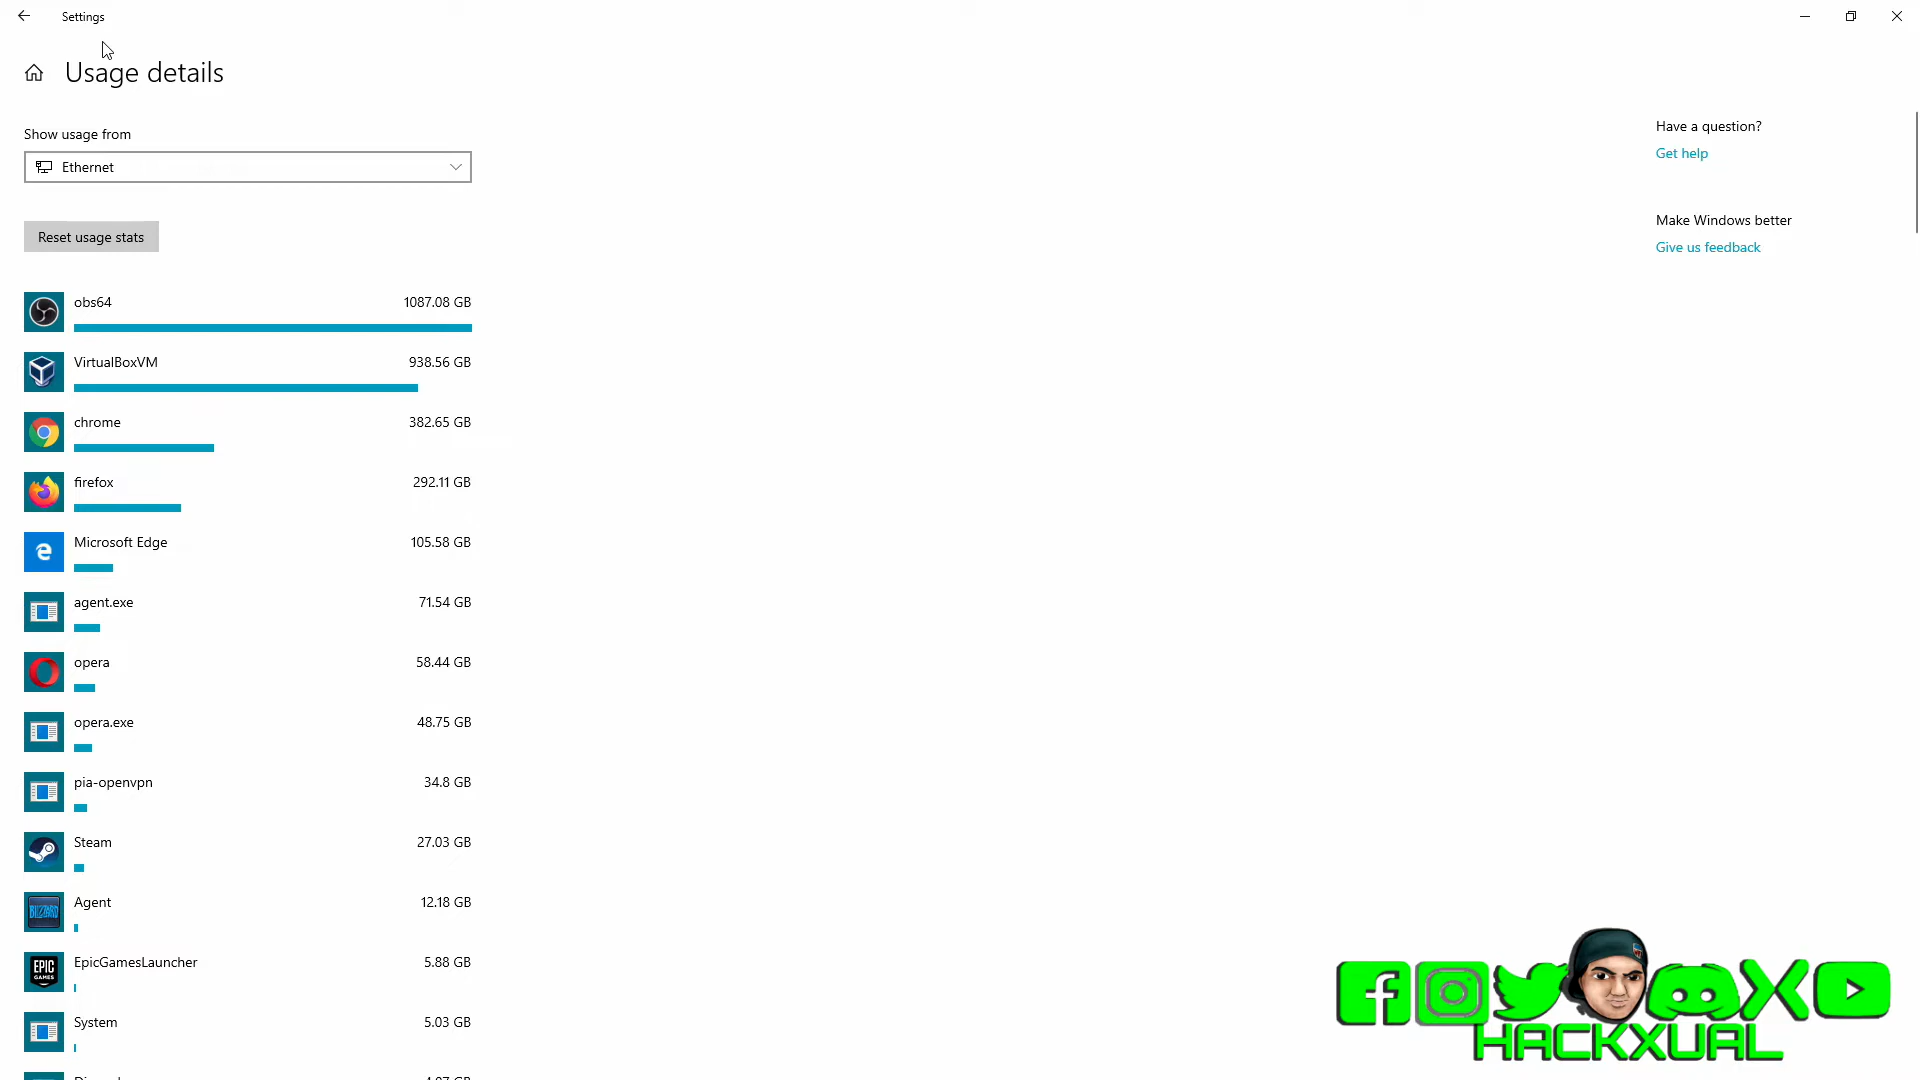 Settings
Usage details
Show usage from
Ethernet
Reset usage stats
obs64 1087.08 GB
VirtualBoxVM 938.56 GB
chrome 382.65 GB
firefox 292.11 GB
Microsoft Edge 105.58 GB
agent.exe 71.54 GB
opera 58.44 GB
opera.exe 48.75 GB
pia-openvpn 34.8 GB
Steam 27.03 GB
BLIZZARD Agent 12.18 GB
EPIC GAMES EpicGamesLauncher 5.88 GB
System 5.03 GB
Have a question?
Get help
Make Windows better
Give us feedback
HACKXUAL